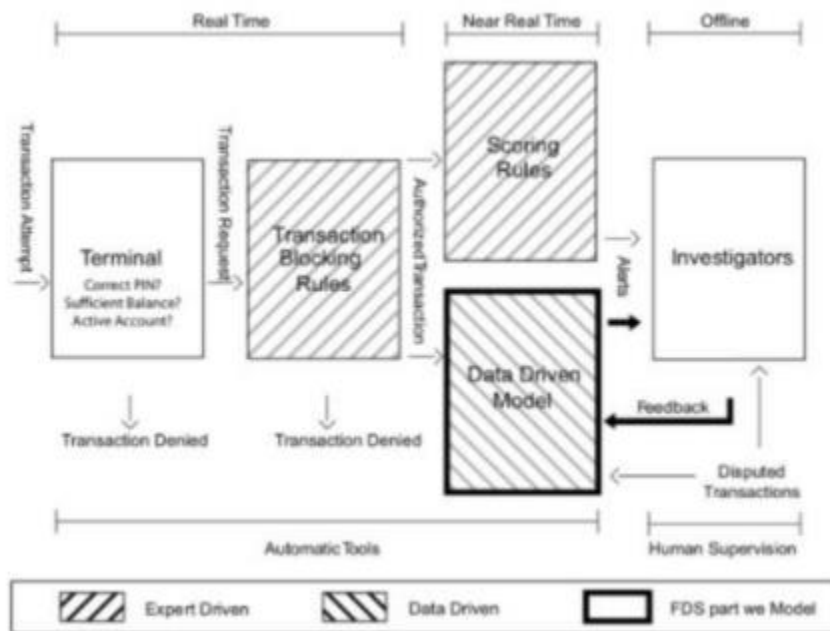 Real Time
Near Real Time
Offline
Transaction Attempt
Terminal
Correct PIN?
Sufficient Balance?
Active Account?
Transaction Request
Transaction
Blocking
Rules
Authorized Transaction
Scoring
Rules
Data Driven
Model
Alerts
Investigators
Feedback
Disputed
Transactions
Transaction Denied
Transaction Denied
Automatic Tools
Human Supervision
Expert Driven
Data Driven
FDS part we Model